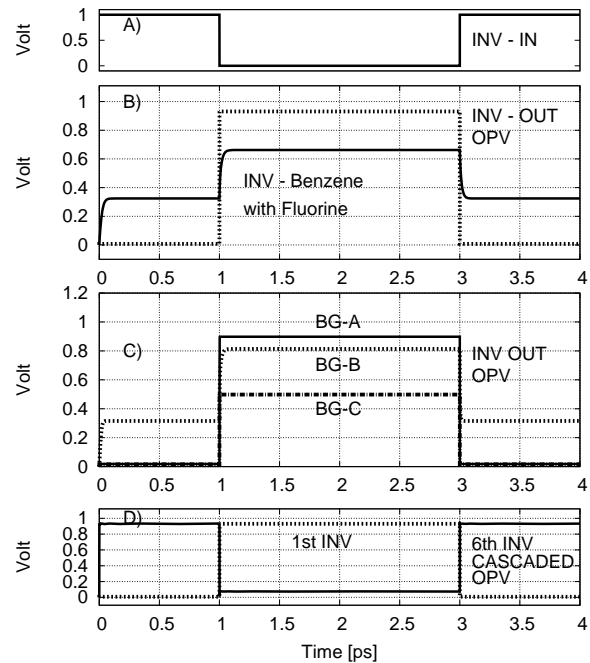 Volt
1
0.5
0
A)
INV - IN
Volt
1
0.8
0.6
0.4
0.2
0
B)
INV - OUT
OPV
INV - Benzene
with Fluorine
0 0.5 1 1.5 2 2.5 3 3.5 4
Volt
1.2
1
0.8
0.6
0.4
0.2
0
C)
BG-A
BG-B
BG-C
INV OUT
OPV
0 0.5 1 1.5 2 2.5 3 3.5 4
Volt
1
0.8
0.6
0.4
0.2
0
D)
1st INV
6th INV
CASCADED
OPV
0 0.5 1 1.5 2 2.5 3 3.5 4
Time [ps]